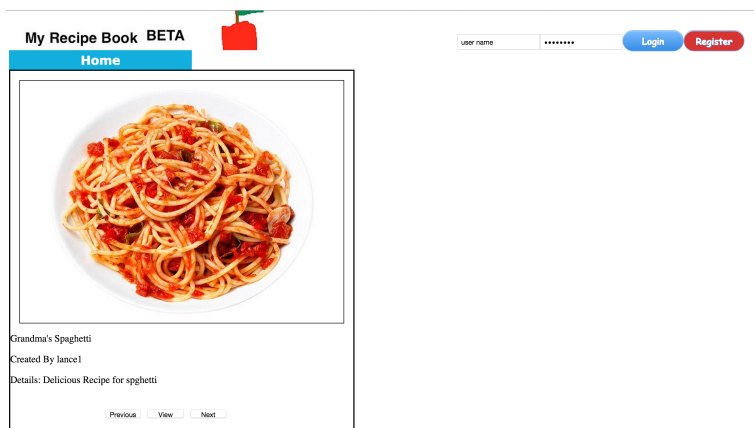 My Recipe Book BETA
user name •••••••• Login Register
Home
Grandma's Spaghetti
Created By lance1
Details: Delicious Recipe for spghetti
Previous View Next